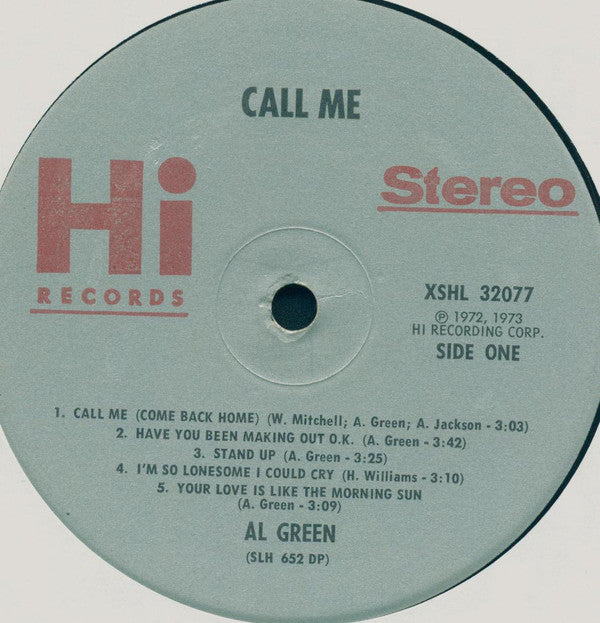 CALL ME
Hi
RECORDS
Stereo
XSHL 32077
℗ 1972, 1973
HI RECORDING CORP.
SIDE ONE
1. CALL ME (COME BACK HOME) (W. Mitchell; A. Green; A. Jackson - 3:03)
2. HAVE YOU BEEN MAKING OUT O.K. (A. Green - 3:42)
3. STAND UP (A. Green - 3:25)
4. I'M SO LONESOME I COULD CRY (H. Williams - 3:10)
5. YOUR LOVE IS LIKE THE MORNING SUN
(A. Green - 3:09)
AL GREEN
(SLH 652 DP)